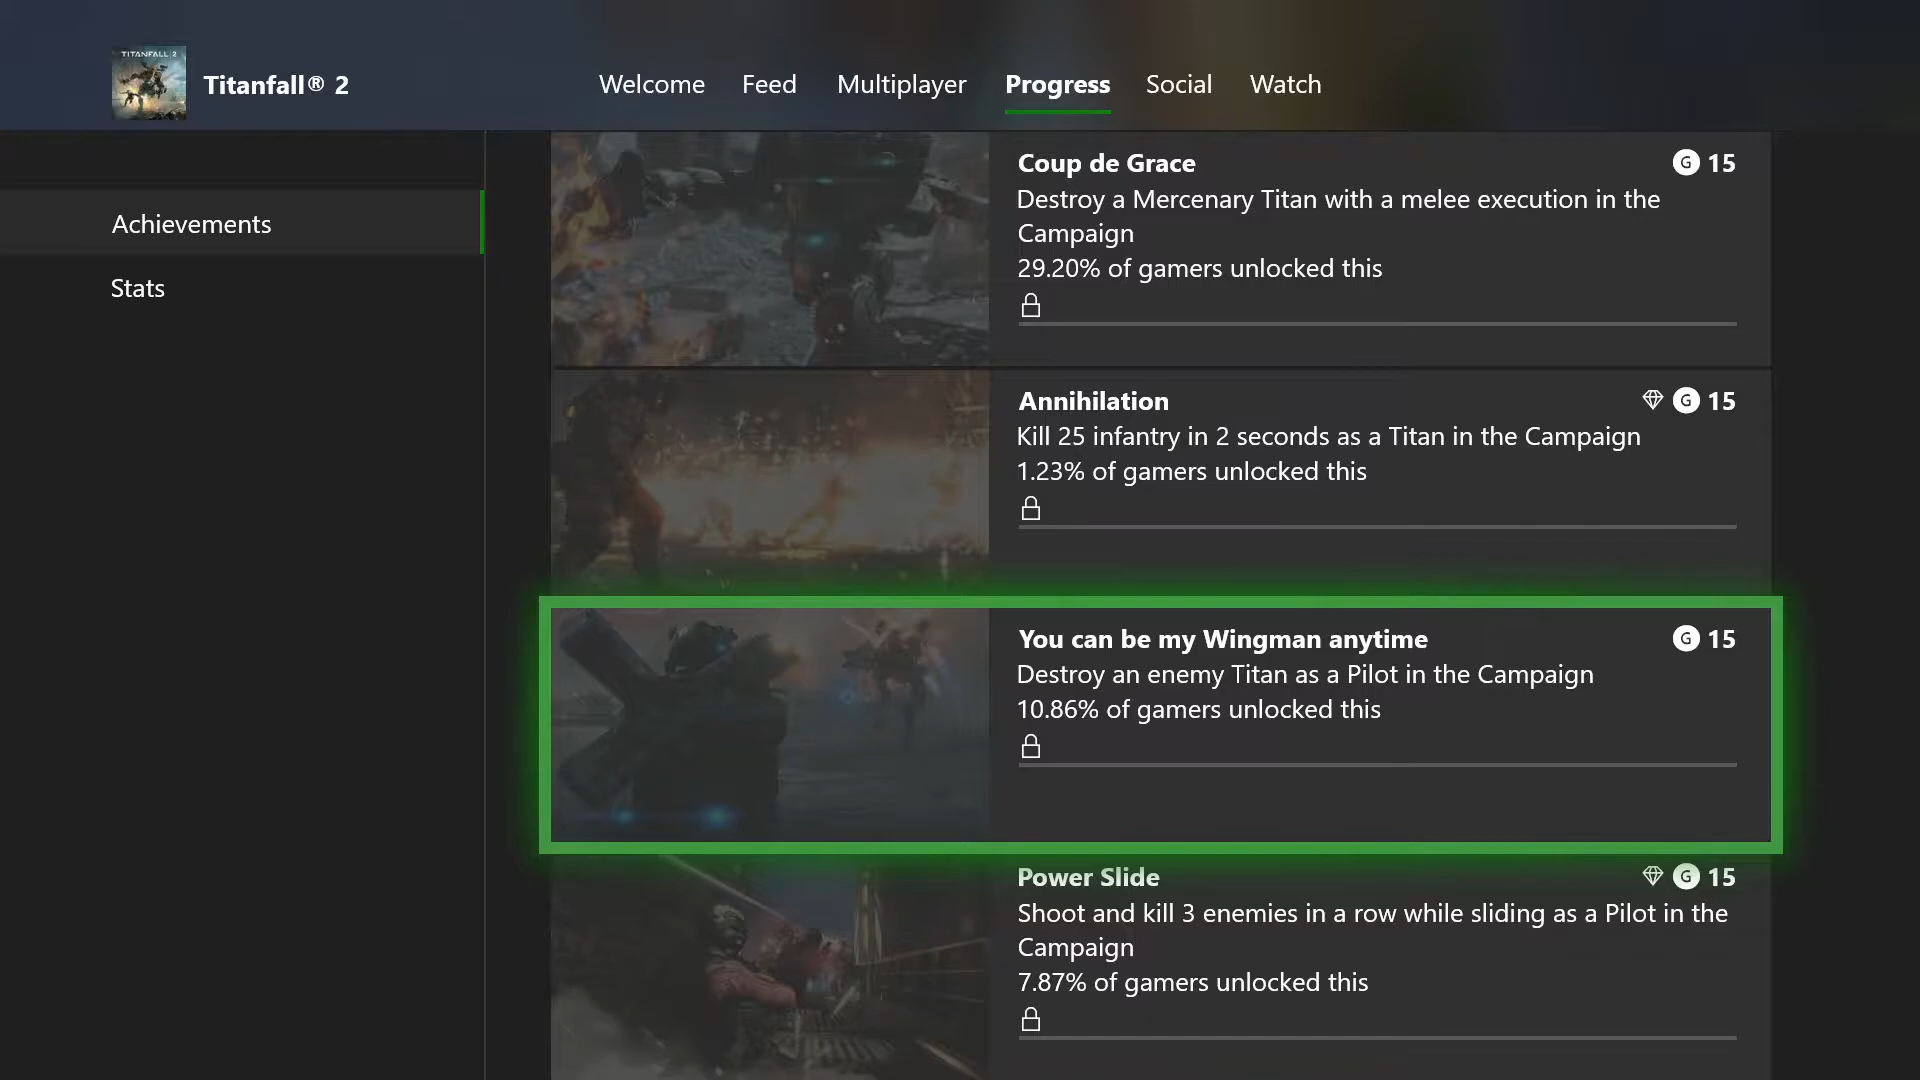 TITANFALL 2
Titanfall® 2
Welcome
Feed
Multiplayer
Progress
Social
Watch
Achievements
Stats
Coup de Grace
G 15
Destroy a Mercenary Titan with a melee execution in the
Campaign
29.20% of gamers unlocked this
Annihilation
G 15
Kill 25 infantry in 2 seconds as a Titan in the Campaign
1.23% of gamers unlocked this
You can be my Wingman anytime
G 15
Destroy an enemy Titan as a Pilot in the Campaign
10.86% of gamers unlocked this
Power Slide
G 15
Shoot and kill 3 enemies in a row while sliding as a Pilot in the
Campaign
7.87% of gamers unlocked this